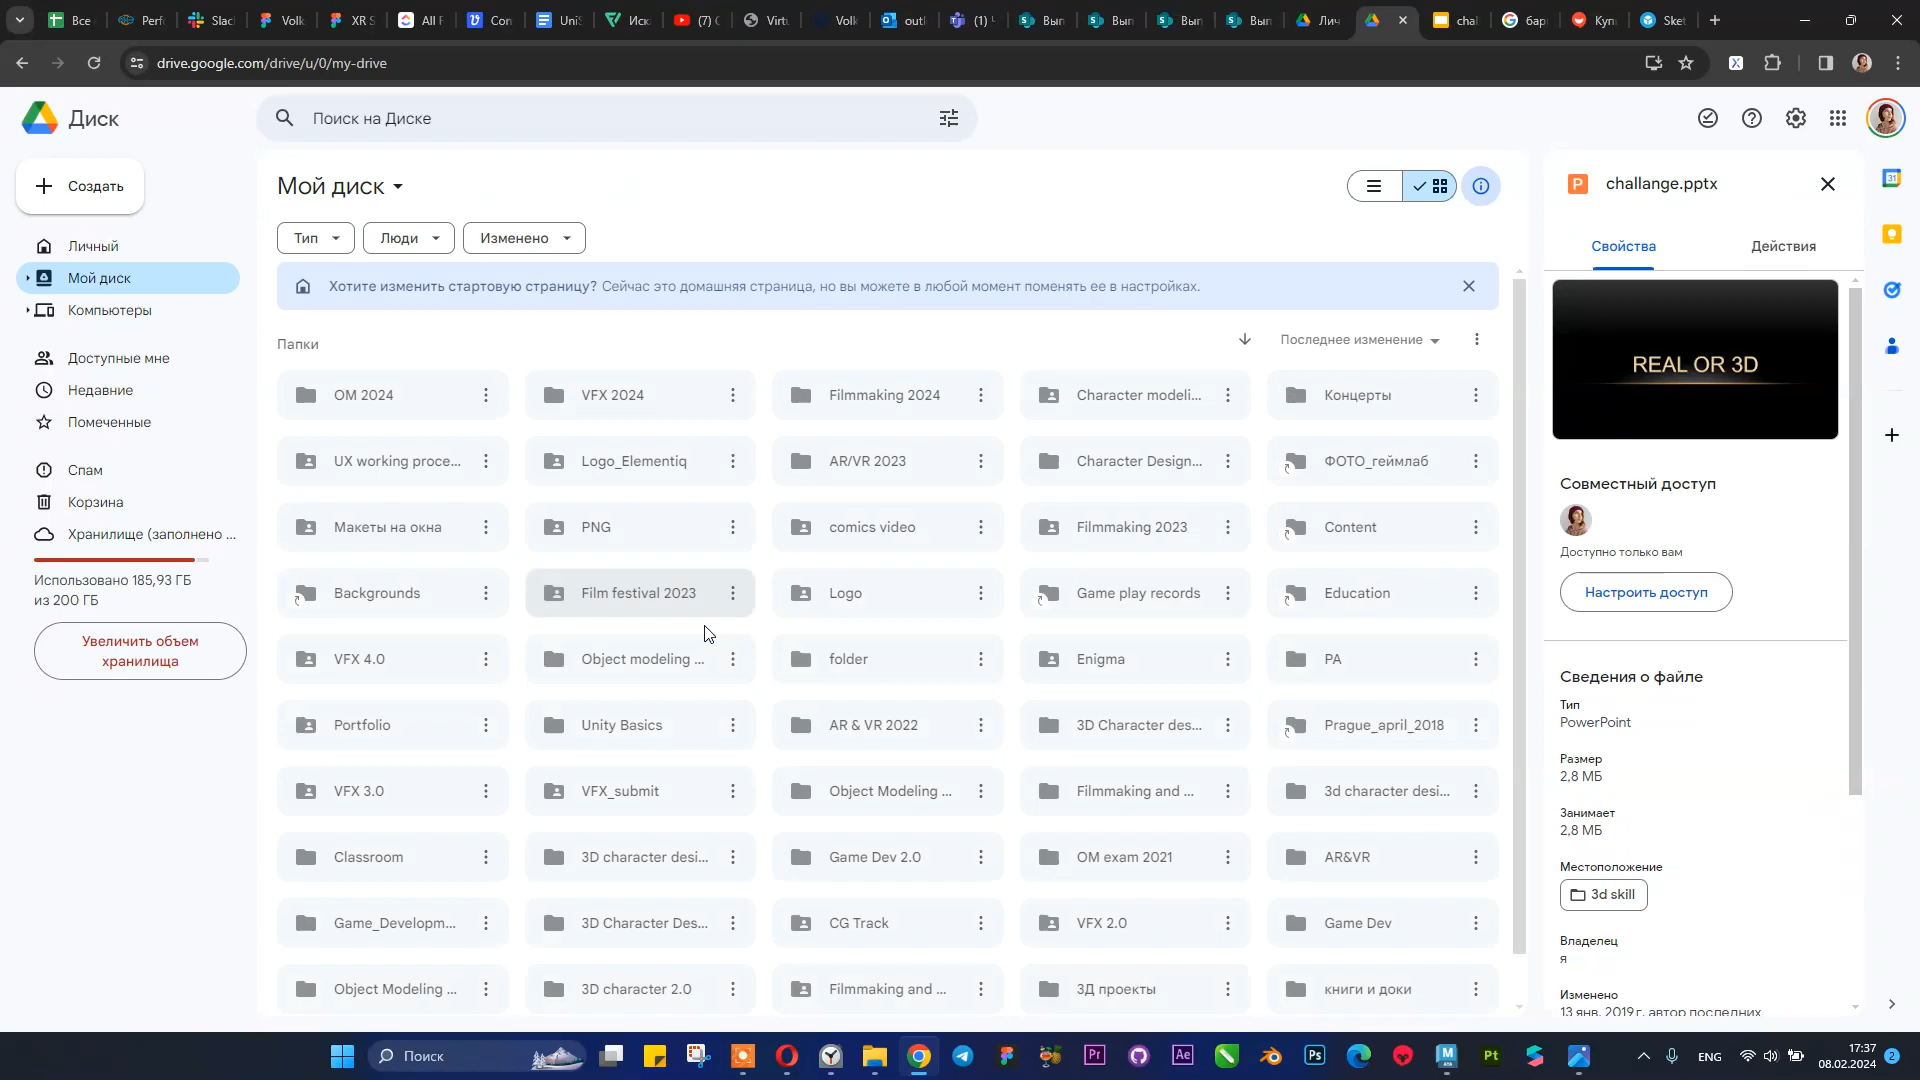 Все
Perfo
Slac
Volk
XR S
All F
Con
UniS
Иск
(7) (
Virt
Volk
outl
(1) Ч
Вып
Вып
Вып
Вып
Лич
chal
бар
Купи
Sket
drive.google.com/drive/u/0/my-drive
Диск
Поиск на Диске
Создать
Личный
Мой диск
Компьютеры
Доступные мне
Недавние
Помеченные
Спам
Корзина
Хранилище (заполнено ...
Использовано 185,93 ГБ
из 200 ГБ
Увеличить объем
хранилища
Мой диск
Тип
Люди
Изменено
Хотите изменить стартовую страницу? Сейчас это домашняя страница, но вы можете в любой момент поменять ее в настройках.
Папки
Последнее изменение
OM 2024
VFX 2024
Filmmaking 2024
Character modeli...
Концерты
UX working proce...
Logo_Elementiq
AR/VR 2023
Character Design...
ФОТО_геймлаб
Макеты на окна
PNG
comics video
Filmmaking 2023
Content
Backgrounds
Film festival 2023
Logo
Game play records
Education
VFX 4.0
Object modeling ...
folder
Enigma
PA
Portfolio
Unity Basics
AR & VR 2022
3D Character des...
Prague_april_2018
VFX 3.0
VFX_submit
Object Modeling ...
Filmmaking and ...
3d character desi...
Classroom
3D character desi...
Game Dev 2.0
OM exam 2021
AR&VR
Game_Developm...
3D Character Des...
CG Track
VFX 2.0
Game Dev
Object Modeling ...
3D character 2.0
Filmmaking and ...
3Д проекты
книги и доки
challange.pptx
Свойства
Действия
REAL OR 3D
Совместный доступ
Доступно только вам
Настроить доступ
Сведения о файле
Тип
PowerPoint
Размер
2,8 МБ
Занимает
2,8 МБ
Местоположение
3d skill
Владелец
я
Изменено
13 янв. 2019 г. автор последних
Поиск
Pr
Ae
Ps
Pt
ENG
17:37
08.02.2024
2